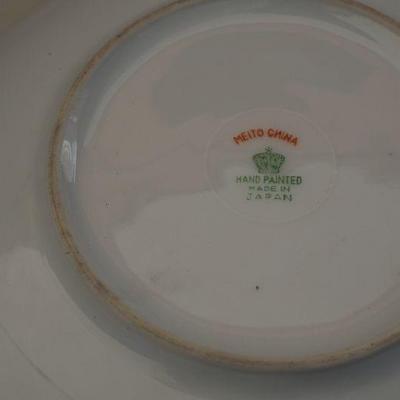 MEITO CHINA
HAND PAINTED
MADE IN
JAPAN